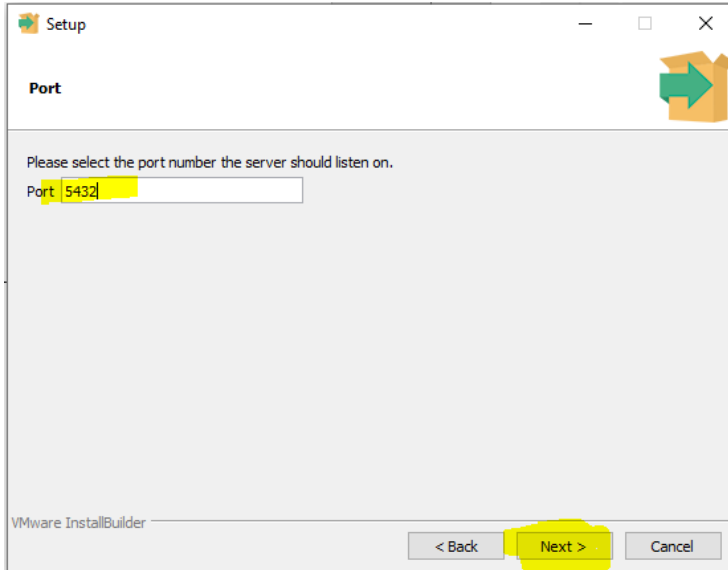 Setup
Port
Please select the port number the server should listen on.
Port 5432
VMware InstallBuilder
< Back Next > Cancel